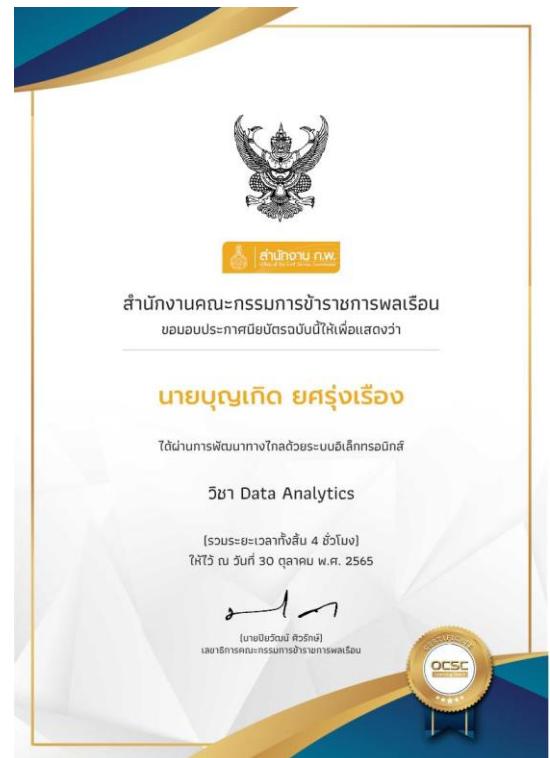 สำนักงาน ก.พ.
Office of the Civil Service Commission
สำนักงานคณะกรรมการข้าราชการพลเรือน
ขอมอบประกาศนียบัตรฉบับนี้ให้เพื่อแสดงว่า
นายบุญเกิด ยศรุ่งเรือง
ได้ผ่านการพัฒนาทางไกลด้วยระบบอิเล็กทรอนิกส์
วิชา Data Analytics
(รวมระยะเวลาทั้งสิ้น 4 ชั่วโมง)
ให้ไว้ ณ วันที่ 30 ตุลาคม พ.ศ. 2565
(นายปิยวัฒน์ ศิวรักษ์)
เลขาธิการคณะกรรมการข้าราชการพลเรือน
CERTIFICATE
OCSC
Learning Space